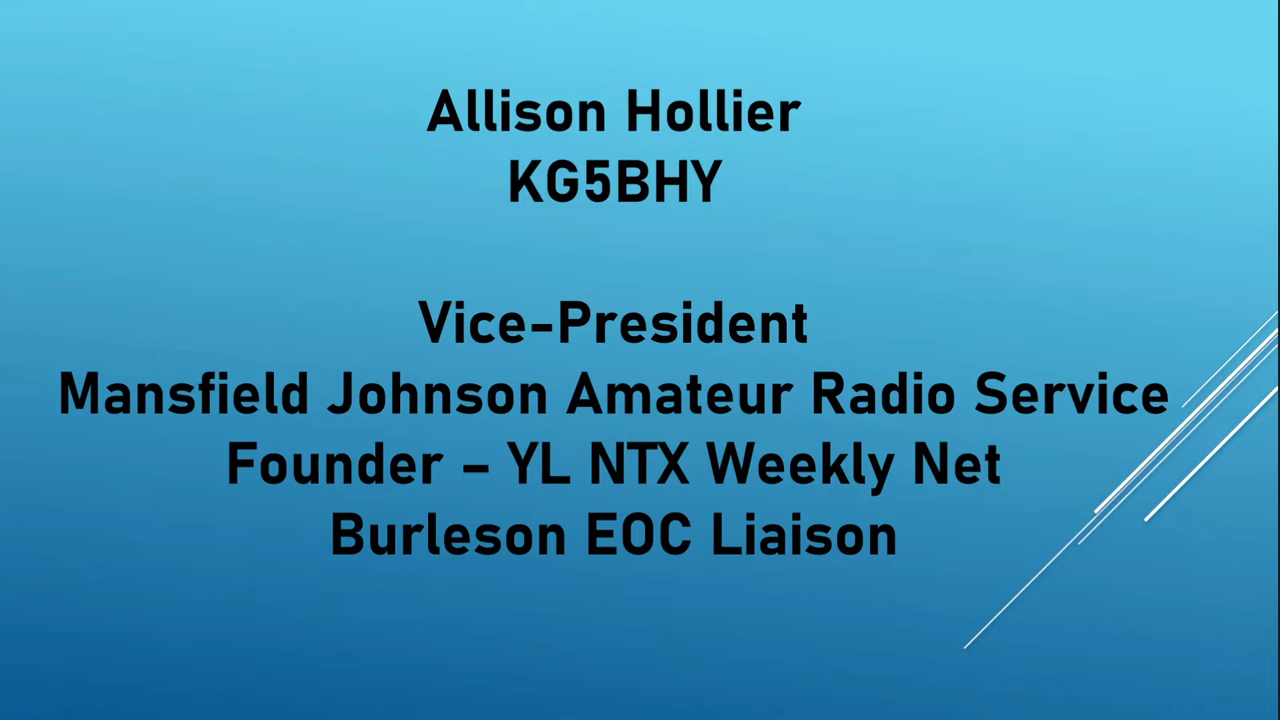 Allison Hollier
KG5BHY
Vice-President
Mansfield Johnson Amateur Radio Service
Founder – YL NTX Weekly Net
Burleson EOC Liaison